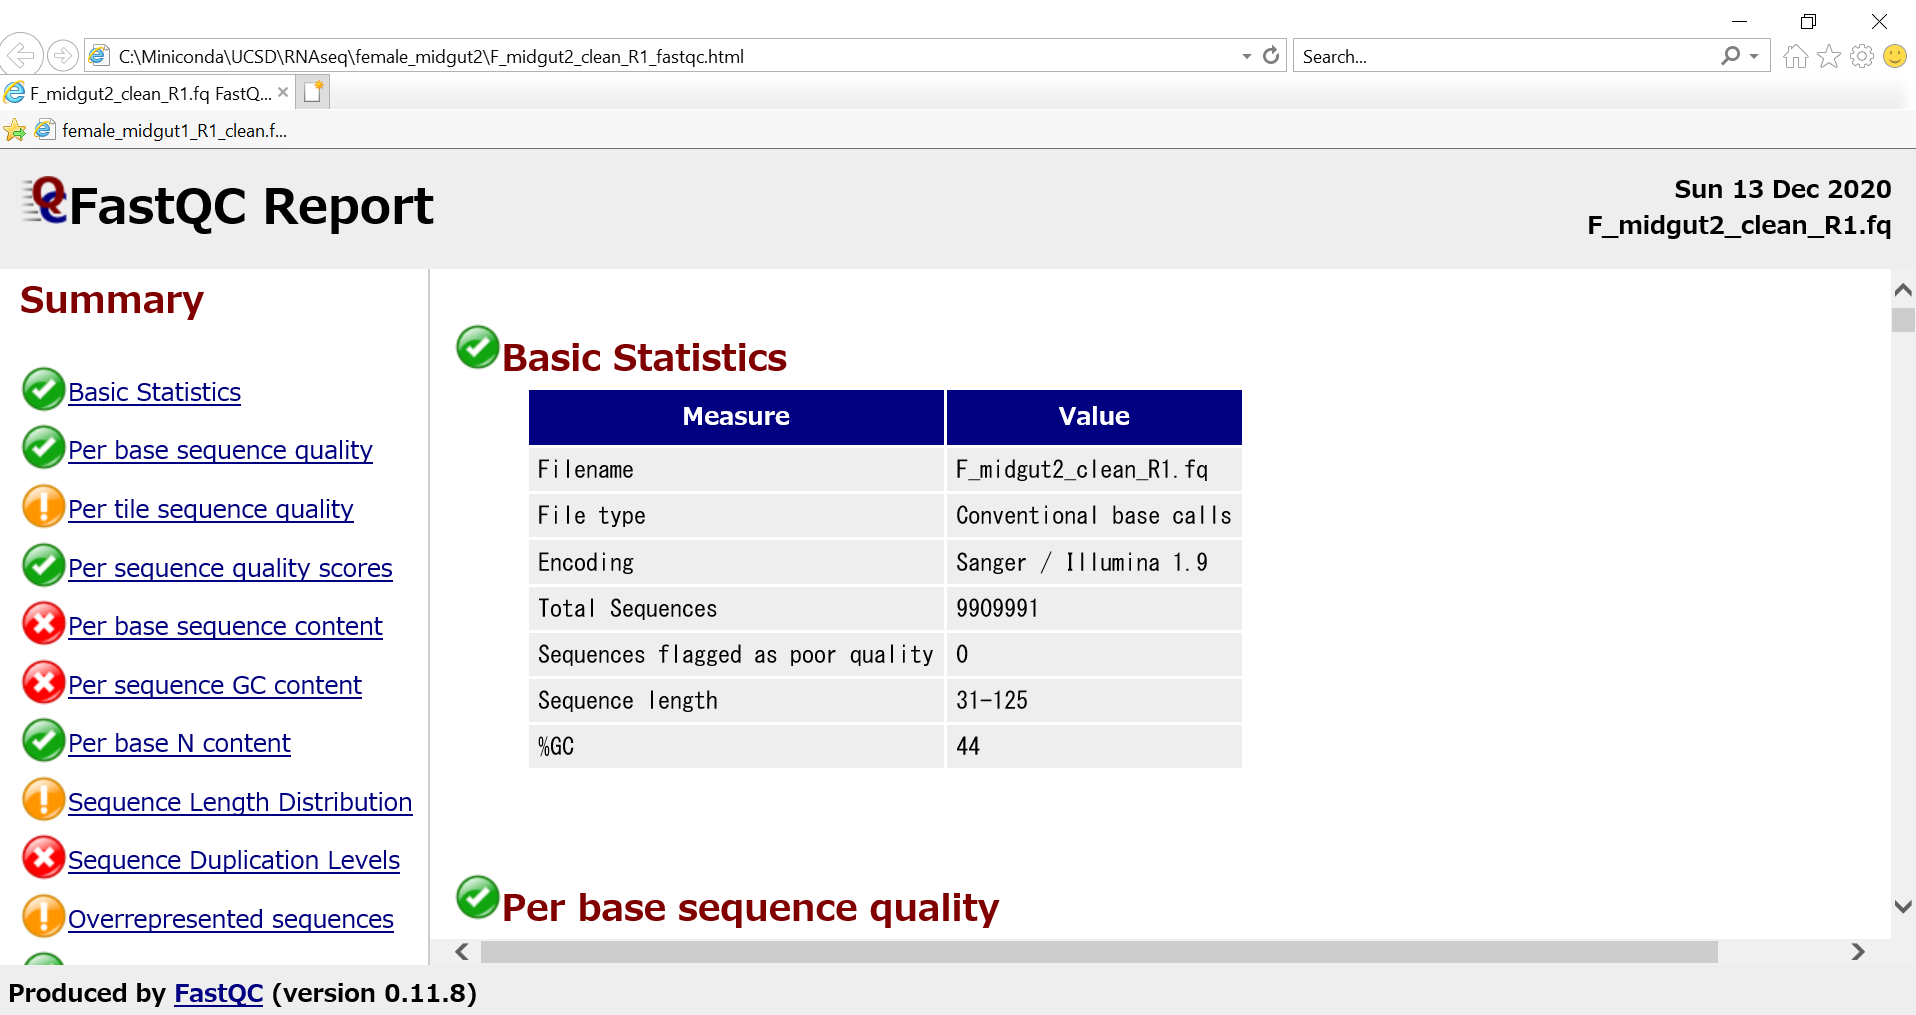 C:\Miniconda\UCSD\RNAseq\female_midgut2\F_midgut2_clean_R1_fastqc.html
Search...
F_midgut2_clean_R1.fq FastQ...
female_midgut1_R1_clean.f...
FastQC Report
Sun 13 Dec 2020
F_midgut2_clean_R1.fq
Summary
Basic Statistics
Per base sequence quality
Per tile sequence quality
Per sequence quality scores
Per base sequence content
Per sequence GC content
Per base N content
Sequence Length Distribution
Sequence Duplication Levels
Overrepresented sequences
Basic Statistics
Measure Value
Filename F_midgut2_clean_R1.fq
File type Conventional base calls
Encoding Sanger / Illumina 1.9
Total Sequences 9909991
Sequences flagged as poor quality 0
Sequence length 31-125
%GC 44
Per base sequence quality
Produced by FastQC (version 0.11.8)